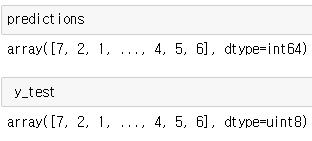 predictions
array([7, 2, 1, ..., 4, 5, 6], dtype=int64)
y_test
array([7, 2, 1, ..., 4, 5, 6], dtype=uint8)